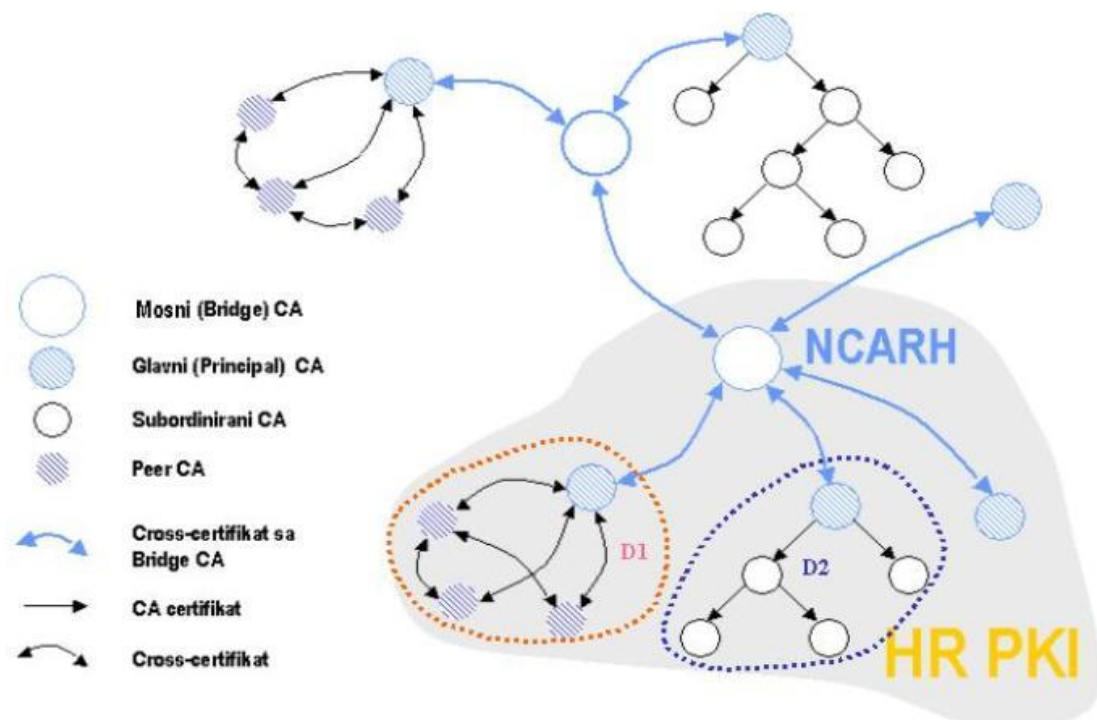 Mosni (Bridge) CA
Glavni (Principal) CA
Subordinirani CA
Peer CA
Cross-certifikat sa
Bridge CA
CA certifikat
Cross-certifikat
NCARH
D1
D2
HR PKI